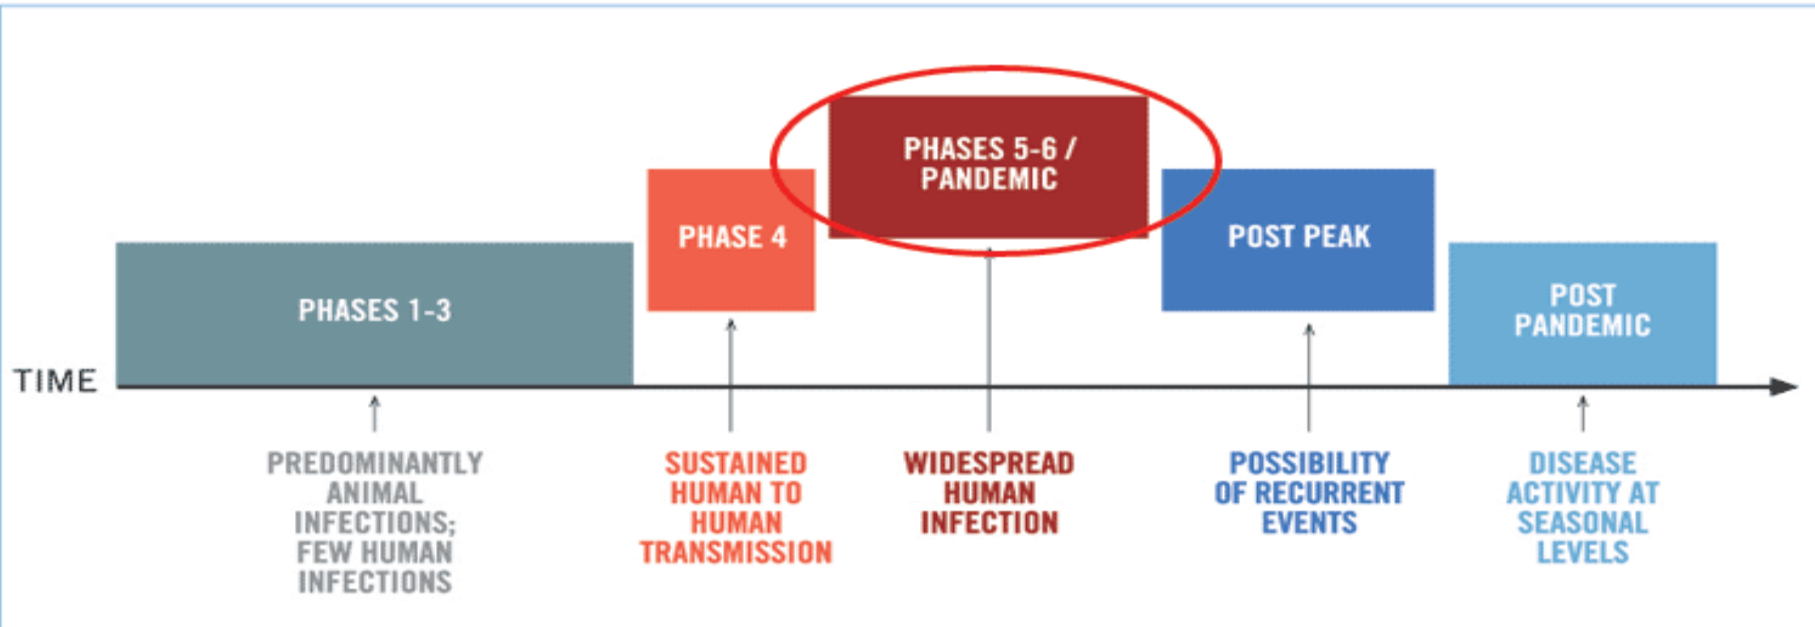 PHASES 5-6 /
PANDEMIC
PHASE 4
POST PEAK
PHASES 1-3
POST
PANDEMIC
TIME
PREDOMINANTLY
ANIMAL
INFECTIONS;
FEW HUMAN
INFECTIONS
SUSTAINED
HUMAN TO
HUMAN
TRANSMISSION
WIDESPREAD
HUMAN
INFECTION
POSSIBILITY
OF RECURRENT
EVENTS
DISEASE
ACTIVITY AT
SEASONAL
LEVELS